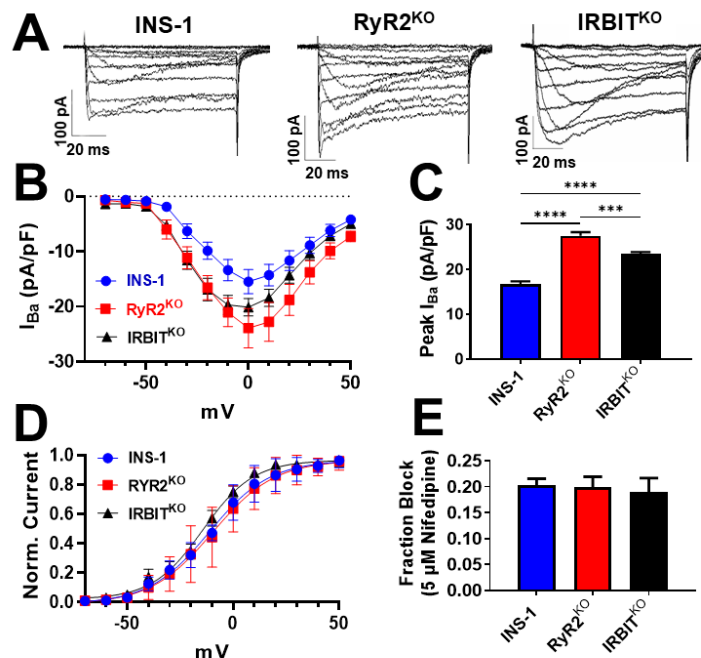 A
INS-1
RyR2KO
IRBITKO
100 pA
20 ms
100 pA
20 ms
100 pA
20 ms
B
0
-10
-20
-30
IBa (pA/pF)
-50
0
50
mV
INS-1
RyR2KO
IRBITKO
C
****
****
***
30
20
10
0
Peak IBa (pA/pF)
INS-1
RyR2KO
IRBITKO
D
INS-1
RYR2KO
IRBITKO
1.0
0.8
0.6
0.4
0.2
0.0
Norm. Current
-50
0
50
mV
E
0.20
0.15
0.10
0.05
0.00
Fraction Block
(5 µM Nifedipine)
INS-1
RyR2KO
IRBITKO